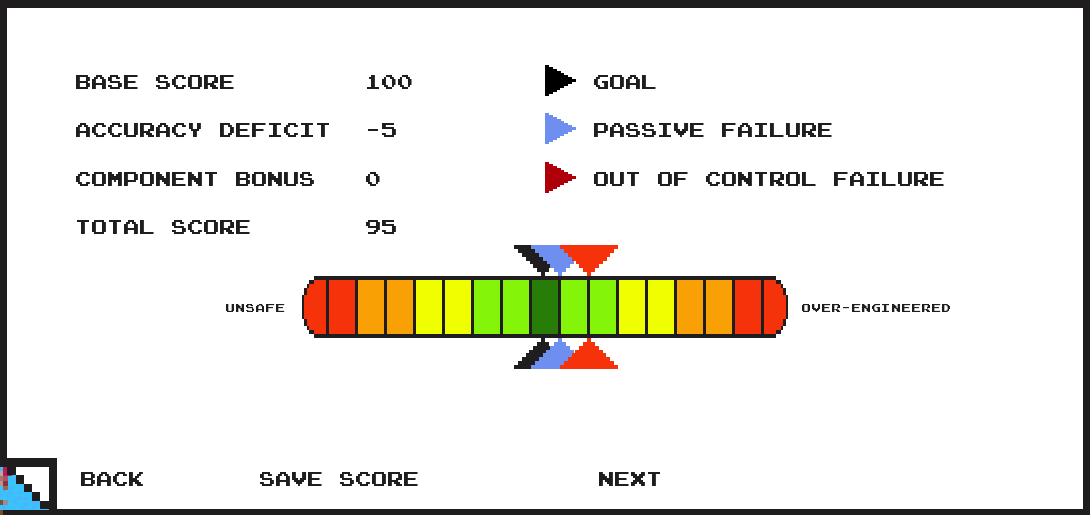 BASE SCORE 100
GOAL
ACCURACY DEFICIT -5
PASSIVE FAILURE
COMPONENT BONUS 0
OUT OF CONTROL FAILURE
TOTAL SCORE 95
UNSAFE
OVER-ENGINEERED
BACK
SAVE SCORE
NEXT